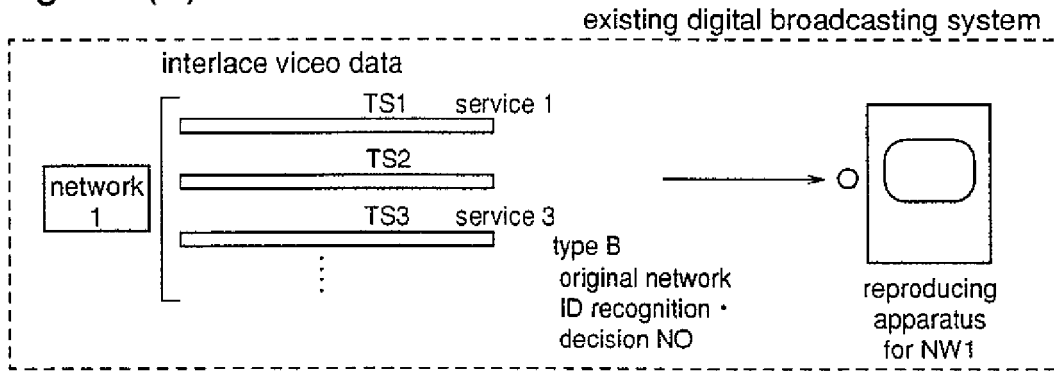 existing digital broadcasting system
interlace viceo data
TS1 service 1
TS2
network
1
TS3 service 3
type B
original network
ID recognition ·
decision NO
reproducing
apparatus
for NW1